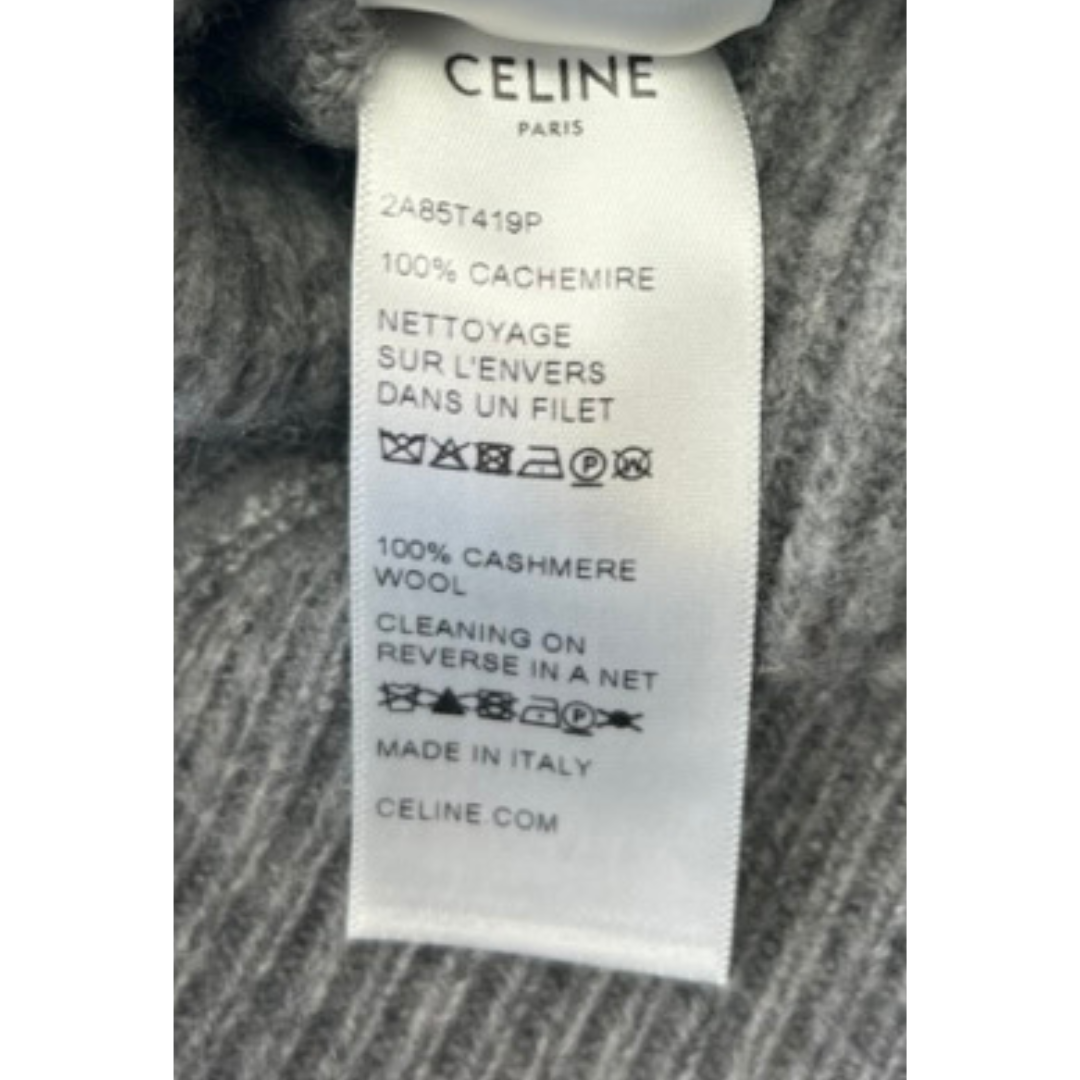 CELINE
PARIS
2A85T419P
100% CACHEMIRE
NETTOYAGE
SUR L'ENVERS
DANS UN FILET
P W
100% CASHMERE
WOOL
CLEANING ON
REVERSE IN A NET
P
MADE IN ITALY
CELINE.COM